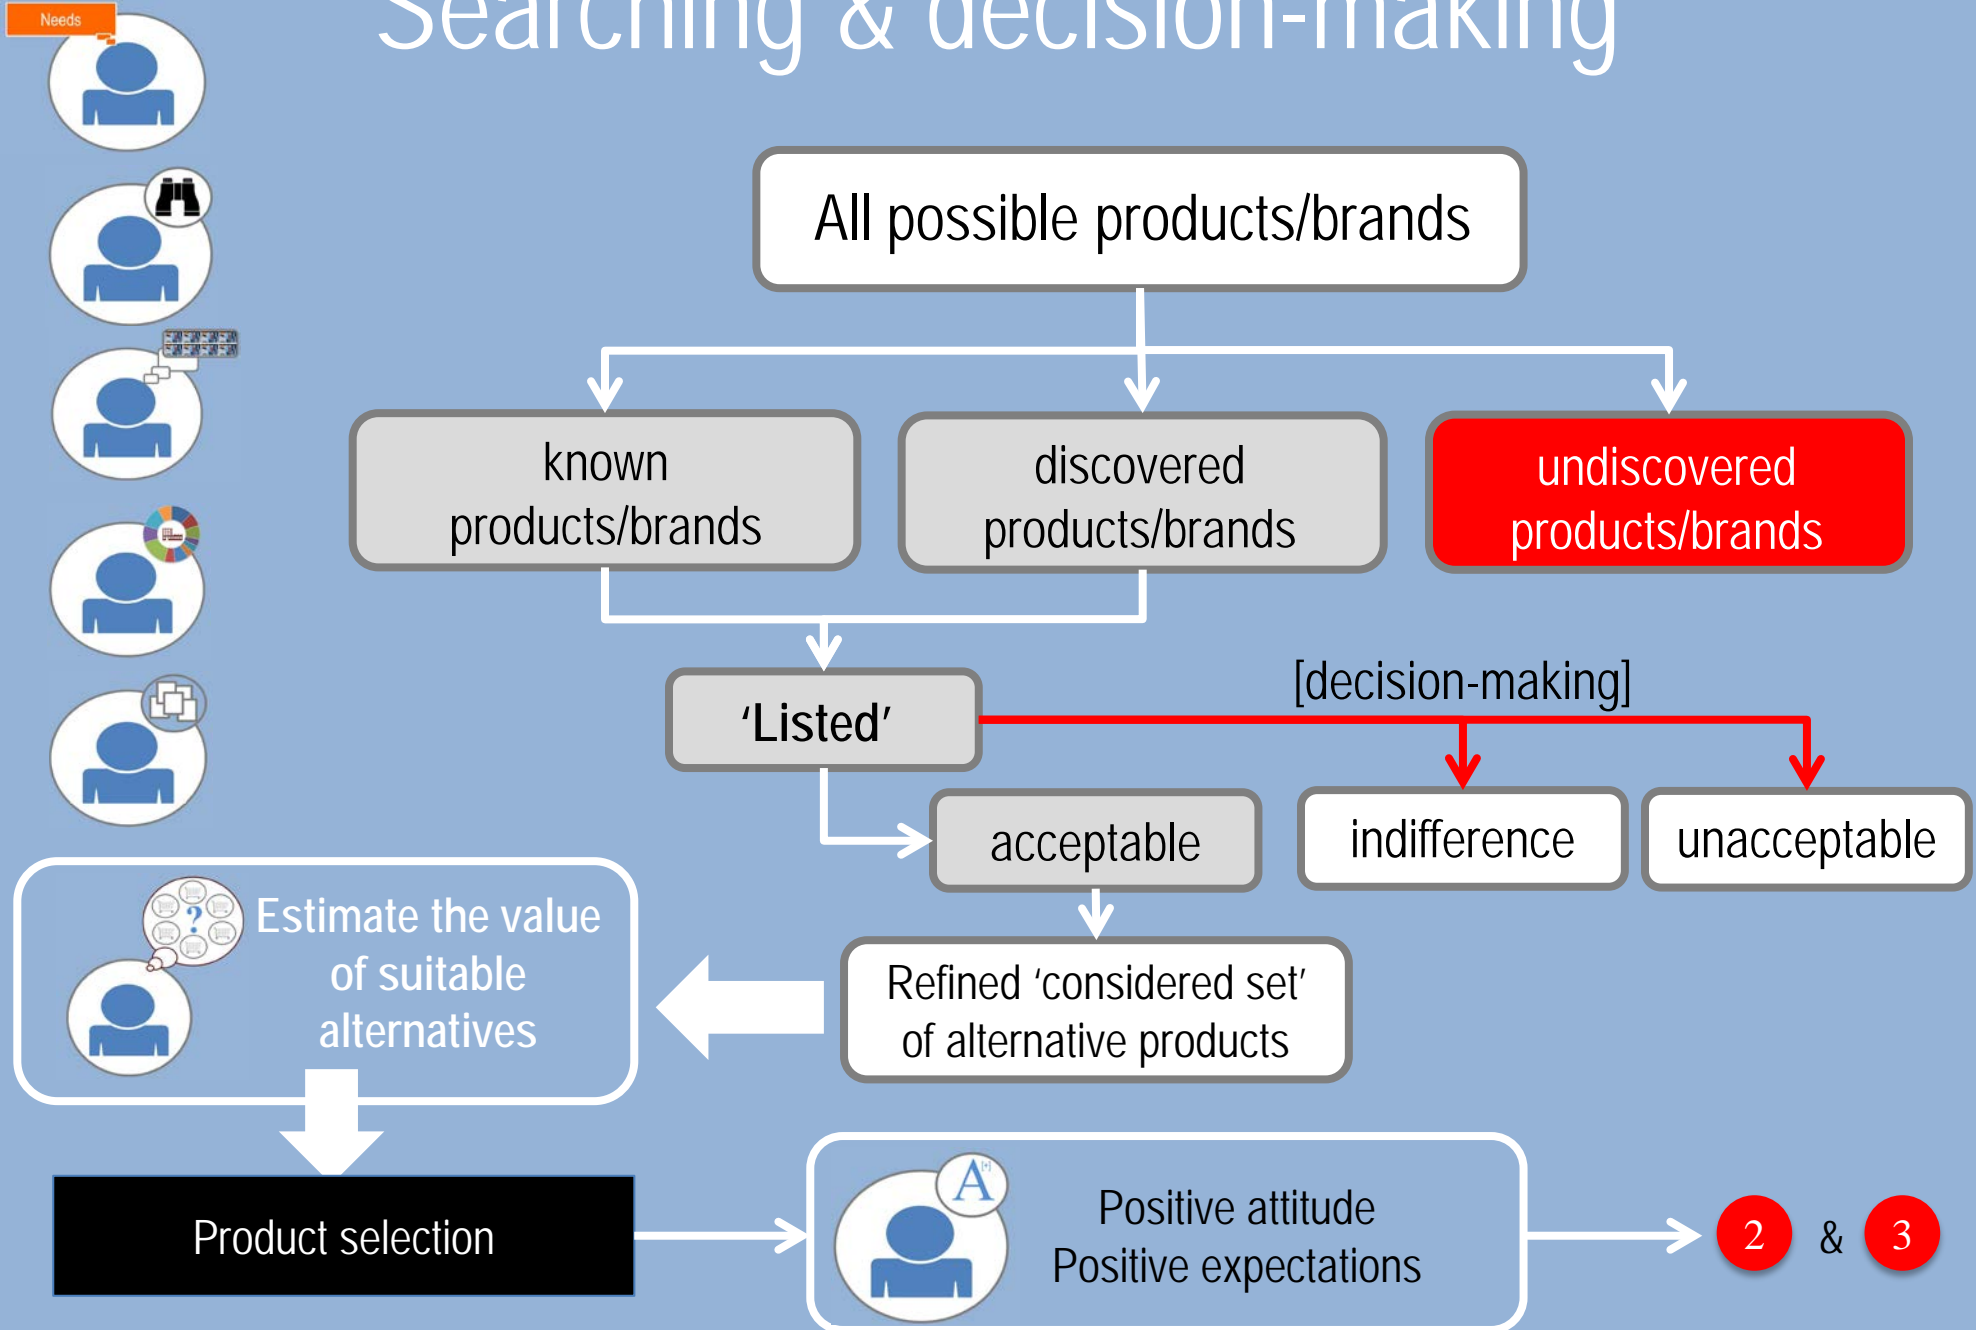 Needs
Searching & decision-making
All possible products/brands
known
products/brands
discovered
products/brands
undiscovered
products/brands
'Listed'
[decision-making]
acceptable
indifference
unacceptable
?
Estimate the value
of suitable
alternatives
Refined 'considered set'
of alternative products
Product selection
A[+]
Positive attitude
Positive expectations
2 & 3